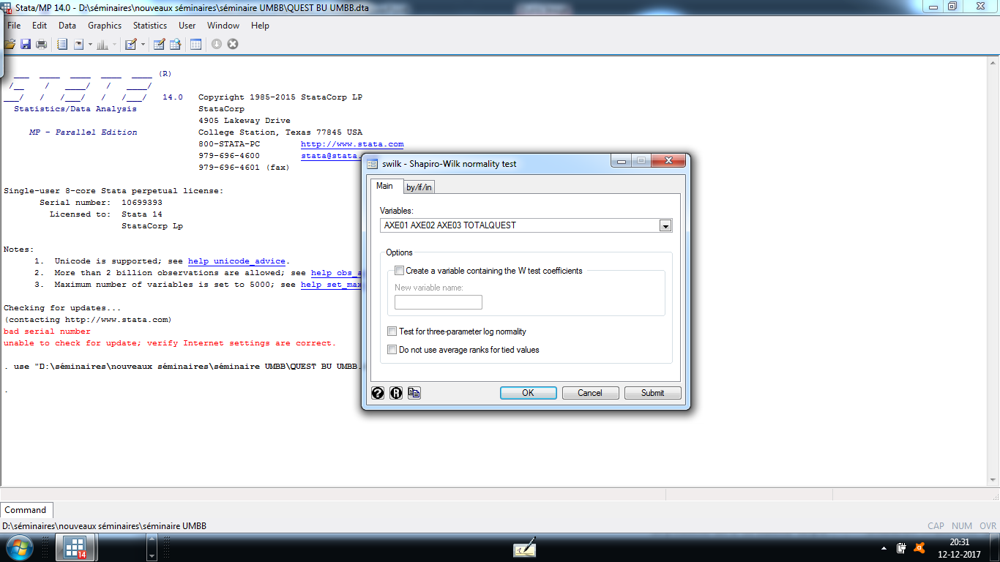 Stata/MP 14.0 - D:\séminaires\nouveaux séminaires\séminaire UMBB\QUEST BU UMBB.dta
File Edit Data Graphics Statistics User Window Help
(R)
14.0 Copyright 1985-2015 StataCorp LP
Statistics/Data Analysis StataCorp
4905 Lakeway Drive
MP - Parallel Edition College Station, Texas 77845 USA
800-STATA-PC http://www.stata.com
979-696-4600 stata@stata.
979-696-4601 (fax)
Single-user 8-core Stata perpetual license:
Serial number: 10699393
Licensed to: Stata 14
StataCorp Lp
Notes:
1. Unicode is supported; see help unicode_advice.
2. More than 2 billion observations are allowed; see help obs_a
3. Maximum number of variables is set to 5000; see help set_max
Checking for updates...
(contacting http://www.stata.com)
bad serial number
unable to check for update; verify Internet settings are correct.
. use "D:\séminaires\nouveaux séminaires\séminaire UMBB\QUEST BU UMBB.
.
swilk - Shapiro-Wilk normality test
Main by/if/in
Variables:
AXE01 AXE02 AXE03 TOTALQUEST
Options
Create a variable containing the W test coefficients
New variable name:
Test for three-parameter log normality
Do not use average ranks for tied values
? R OK Cancel Submit
Command
D:\séminaires\nouveaux séminaires\séminaire UMBB CAP NUM OVR
14
20:31
12-12-2017